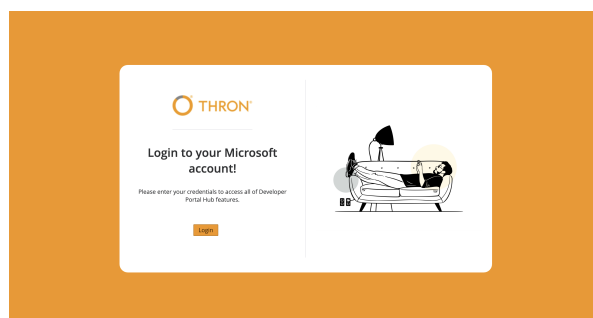 THRON
Login to your Microsoft
account!
Please enter your credentials to access all of Developer
Portal Hub features.
Login